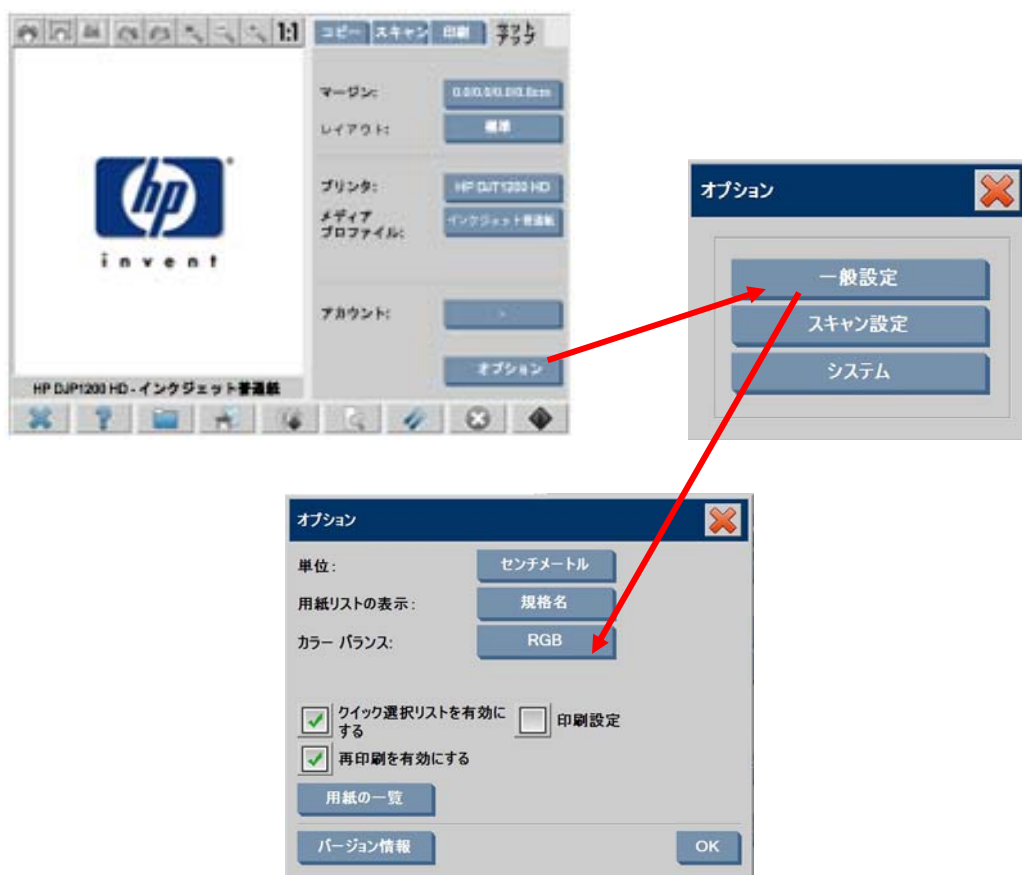 1:1
コピー スキャン 印刷 セット
アップ
マージン: 0.0/0.0/0.0/0.0cm
レイアウト: 標準
hp
invent
プリンタ: HP DJT1200 HD
メディア
プロファイル: インクジェット普通紙
アカウント: -
オプション
HP DJP1200 HD - インクジェット普通紙
オプション
一般設定
スキャン設定
システム
オプション
単位: センチメートル
用紙リストの表示: 規格名
カラー バランス: RGB
クイック選択リストを有効に
する
印刷設定
再印刷を有効にする
用紙の一覧
バージョン情報 OK